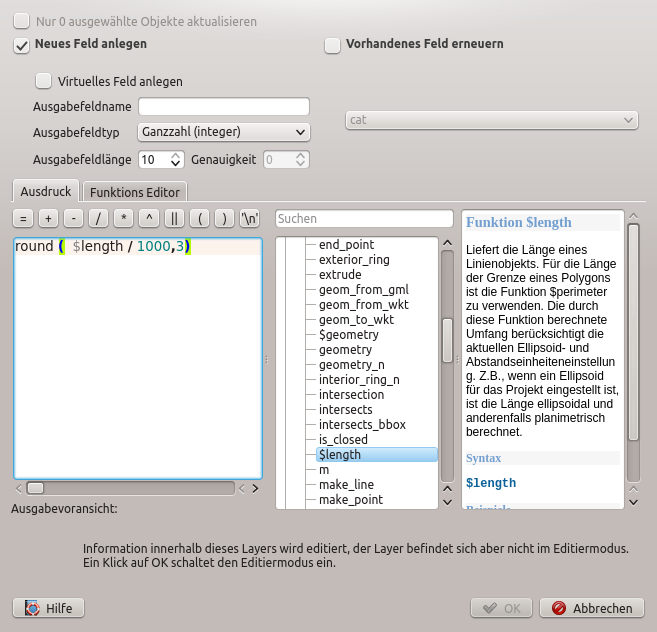 Nur 0 ausgewählte Objekte aktualisieren
Neues Feld anlegen
Vorhandenes Feld erneuern
Virtuelles Feld anlegen
Ausgabefeldname
cat
Ausgabefeldtyp Ganzzahl (integer)
Ausgabefeldlänge 10 Genauigkeit 0
Ausdruck Funktions Editor
= + - / * ^ || ( ) '\n'
round ( $length / 1000,3)
Ausgabevoransicht:
Suchen
end_point
exterior_ring
extrude
geom_from_gml
geom_from_wkt
geom_to_wkt
$geometry
geometry
geometry_n
interior_ring_n
intersection
intersects
intersects_bbox
is_closed
$length
m
make_line
make_point
Funktion $length
Liefert die Länge eines
Linienobjekts. Für die Länge
der Grenze eines Polygons
ist die Funktion $perimeter
zu verwenden. Die durch
diese Funktion berechnete
Umfang berücksichtigt die
aktuellen Ellipsoid- und
Abstandseinheiteneinstellun
g. Z.B., wenn ein Ellipsoid
für das Projekt eingestellt ist,
ist die Länge ellipsoidal und
anderenfalls planimetrisch
berechnet.
Syntax
$length
Information innerhalb dieses Layers wird editiert, der Layer befindet sich aber nicht im Editiermodus.
Ein Klick auf OK schaltet den Editiermodus ein.
Hilfe
OK
Abbrechen